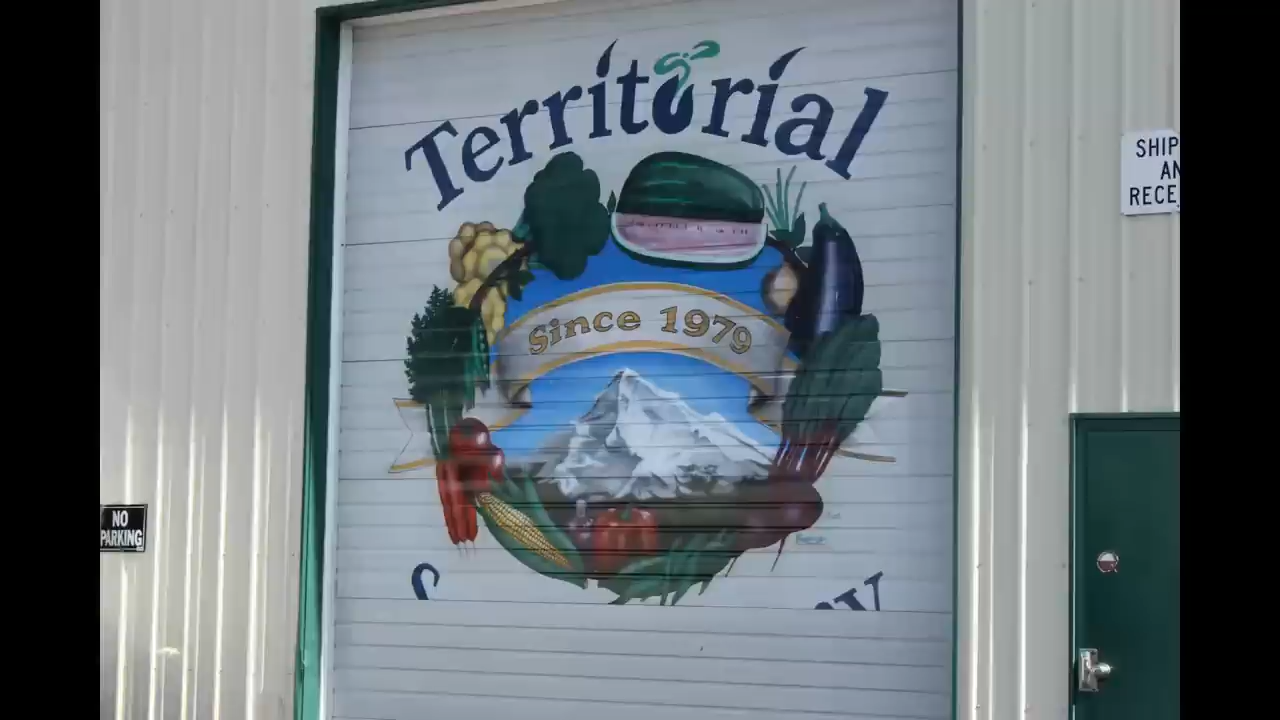 Territorial
Since 1979
SHIP
AN
RECE
NO
PARKING